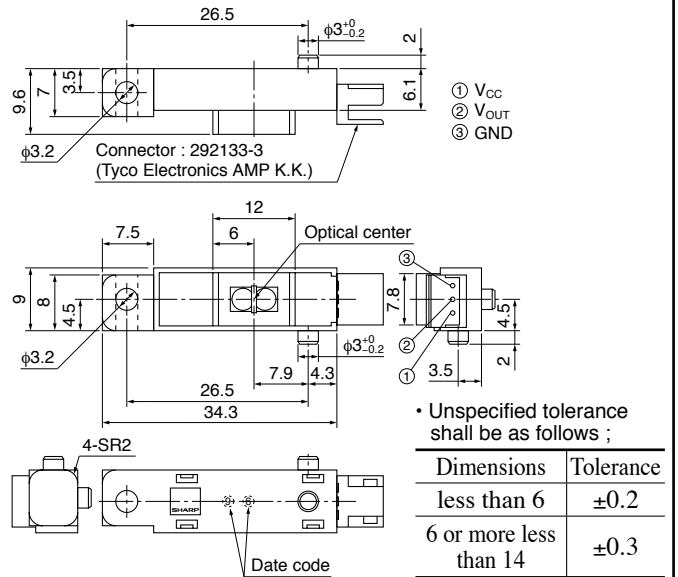 26.5
ϕ3+0-0.2
2
9.6
7
3.5
6.1
ϕ3.2
Connector : 292133-3
(Tyco Electronics AMP K.K.)
① VCC
② VOUT
③ GND
12
7.5
6
Optical center
③
9
8
4.5
7.8
4.5
ϕ3.2
ϕ3+0-0.2
②
①
3.5
2
7.9
4.3
26.5
34.3
• Unspecified tolerance
shall be as follows ;
4-SR2
Dimensions Tolerance
less than 6 ±0.2
6 or more less
than 14 ±0.3
SHARP
9 6
Date code